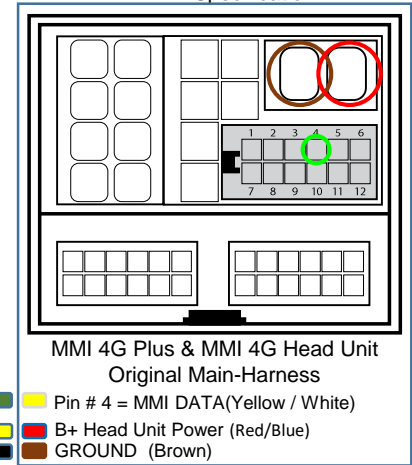 1 2 3 4 5 6
7 8 9 10 11 12
MMI 4G Plus & MMI 4G Head Unit
Original Main-Harness
Pin # 4 = MMI DATA(Yellow / White)
B+ Head Unit Power (Red/Blue)
GROUND (Brown)